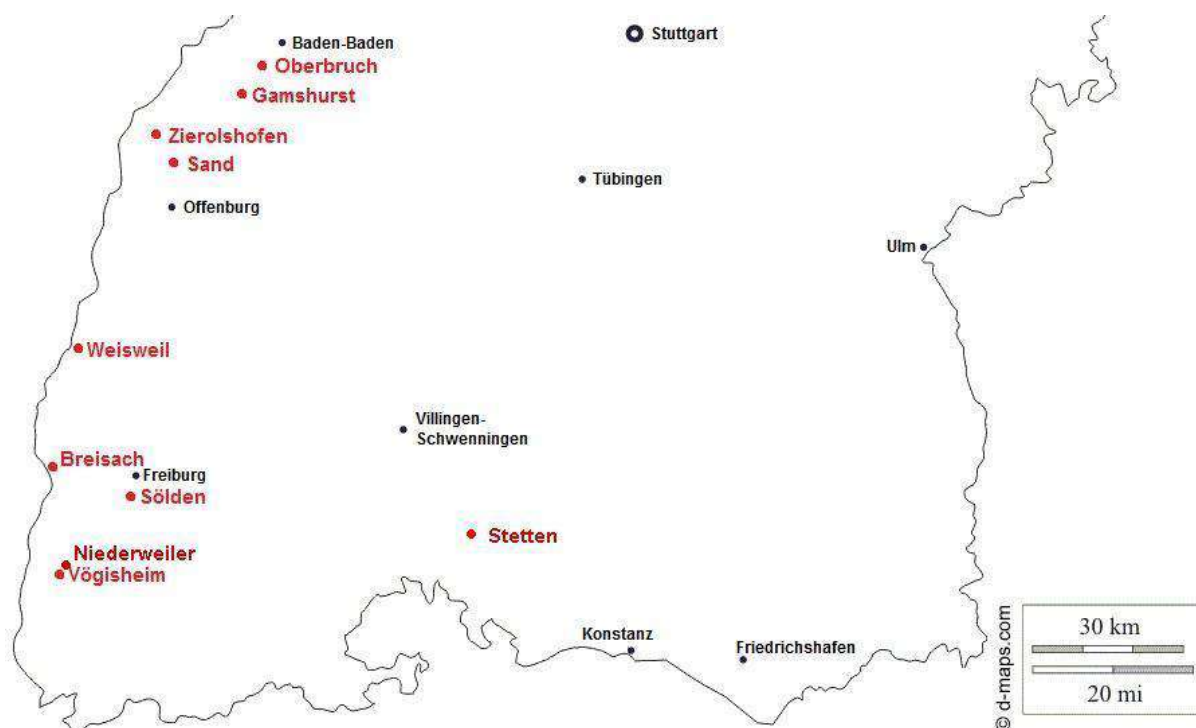 Baden-Baden
Stuttgart
Oberbruch
Gamshurst
Zierolshofen
Sand
Tübingen
Offenburg
Ulm
Weisweil
Villingen-
Schwenningen
Breisach
Freiburg
Sölden
Stetten
Niederweiler
Vögisheim
Konstanz
Friedrichshafen
30 km
20 mi
© d-maps.com